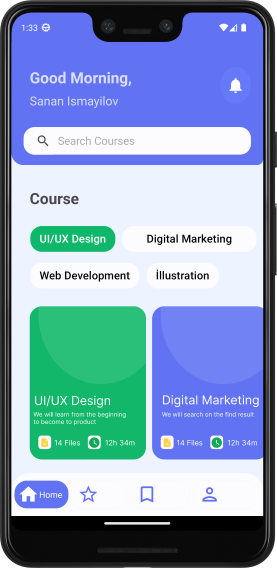 1:33
Good Morning,
Sanan Ismayilov
Search Courses
Course
UI/UX Design
Digital Marketing
Web Development
İllustration
UI/UX Design
We will learn from the beginning
to become to product
14 Files
12h 34m
Digital Marketing
We will search on the find result
14 Files
12h 34m
Home